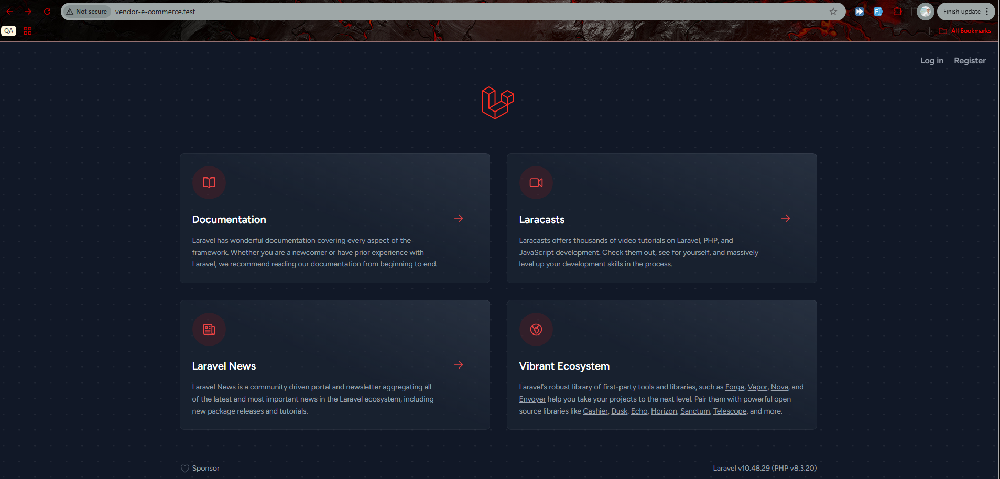 Not secure
vendor-e-commerce.test
Finish update
QA
All Bookmarks
Log in
Register
Documentation
Laravel has wonderful documentation covering every aspect of the
framework. Whether you are a newcomer or have prior experience with
Laravel, we recommend reading our documentation from beginning to end.
Laracasts
Laracasts offers thousands of video tutorials on Laravel, PHP, and
JavaScript development. Check them out, see for yourself, and massively
level up your development skills in the process.
Laravel News
Laravel News is a community driven portal and newsletter aggregating all
of the latest and most important news in the Laravel ecosystem, including
new package releases and tutorials.
Vibrant Ecosystem
Laravel's robust library of first-party tools and libraries, such as Forge, Vapor, Nova, and
Envoyer help you take your projects to the next level. Pair them with powerful open
source libraries like Cashier, Dusk, Echo, Horizon, Sanctum, Telescope, and more.
Sponsor
Laravel v10.48.29 (PHP v8.3.20)